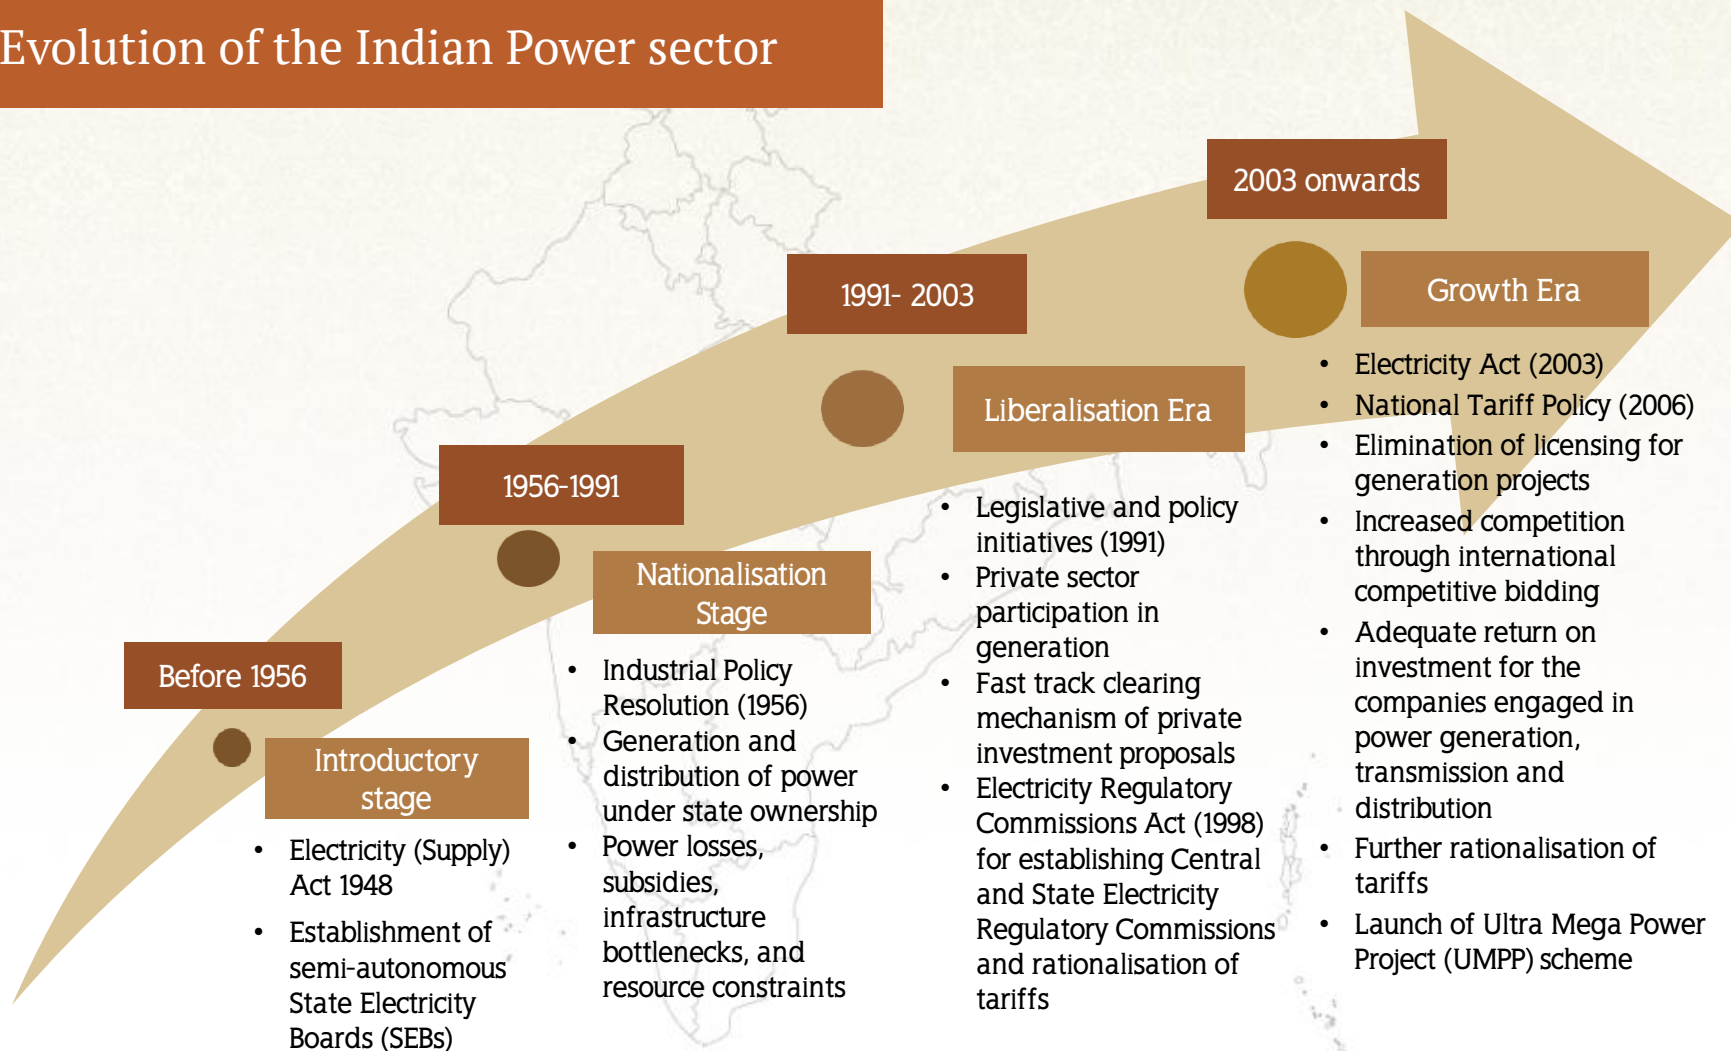 Evolution of the Indian Power sector
Before 1956
Introductory
stage
• Electricity (Supply)
Act 1948
• Establishment of
semi-autonomous
State Electricity
Boards (SEBs)
1956-1991
Nationalisation
Stage
• Industrial Policy
Resolution (1956)
• Generation and
distribution of power
under state ownership
• Power losses,
subsidies,
infrastructure
bottlenecks, and
resource constraints
1991- 2003
Liberalisation Era
• Legislative and policy
initiatives (1991)
• Private sector
participation in
generation
• Fast track clearing
mechanism of private
investment proposals
• Electricity Regulatory
Commissions Act (1998)
for establishing Central
and State Electricity
Regulatory Commissions
and rationalisation of
tariffs
2003 onwards
Growth Era
• Electricity Act (2003)
• National Tariff Policy (2006)
• Elimination of licensing for
generation projects
• Increased competition
through international
competitive bidding
• Adequate return on
investment for the
companies engaged in
power generation,
transmission and
distribution
• Further rationalisation of
tariffs
• Launch of Ultra Mega Power
Project (UMPP) scheme